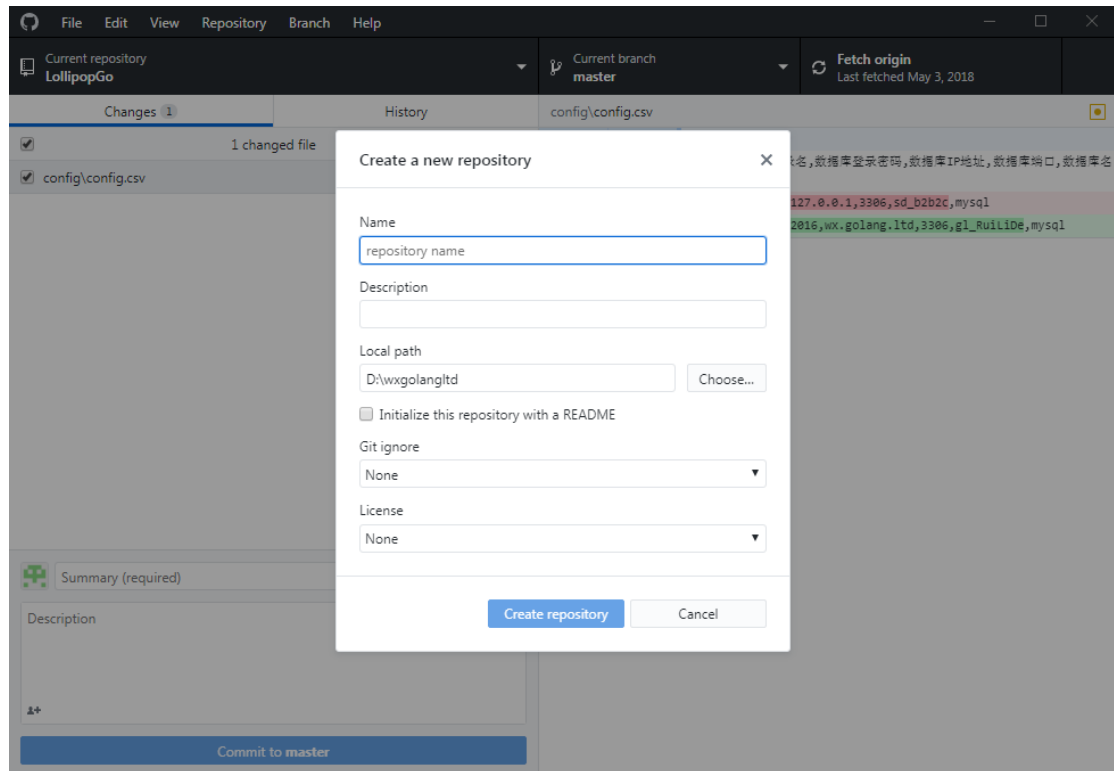 File Edit View Repository Branch Help
Current repository
LollipopGo
Current branch
master
Fetch origin
Last fetched May 3, 2018
Changes 1
History
config\config.csv
1 changed file
config\config.csv
名,数据库登录密码,数据库IP地址,数据库端口,数据库名
127.0.0.1,3306,sd_b2b2c,mysql
2016,wx.golang.ltd,3306,gl_RuiLiDe,mysql
Create a new repository
Name
repository name
Description
Local path
D:\wxgolangltd
Choose...
Initialize this repository with a README
Git ignore
None
License
None
Create repository
Cancel
Summary (required)
Description
Commit to master